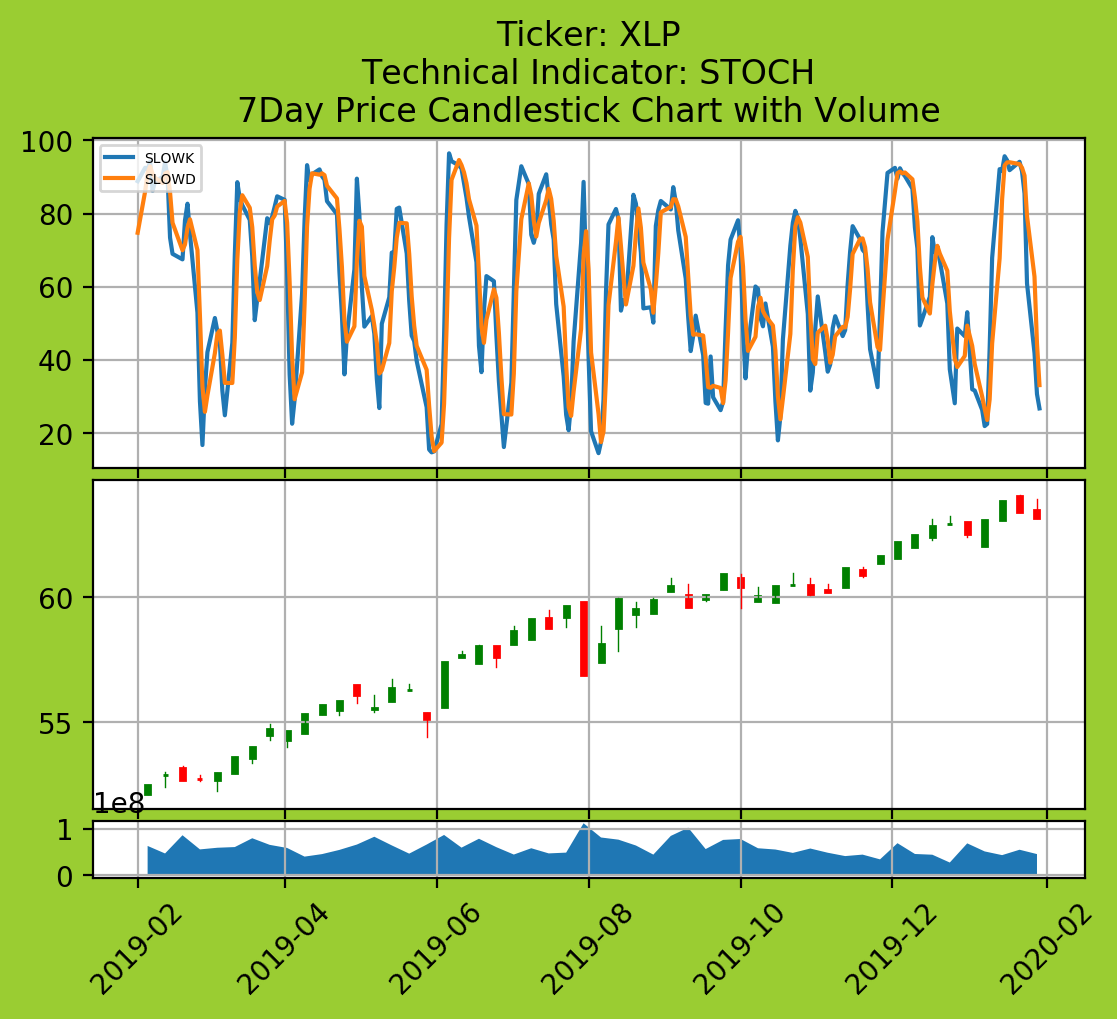 Ticker: XLP
Technical Indicator: STOCH
7Day Price Candlestick Chart with Volume
100
80
60
40
20
SLOWK
SLOWD
60
55
1e8
1
0
2019-02
2019-04
2019-06
2019-08
2019-10
2019-12
2020-02